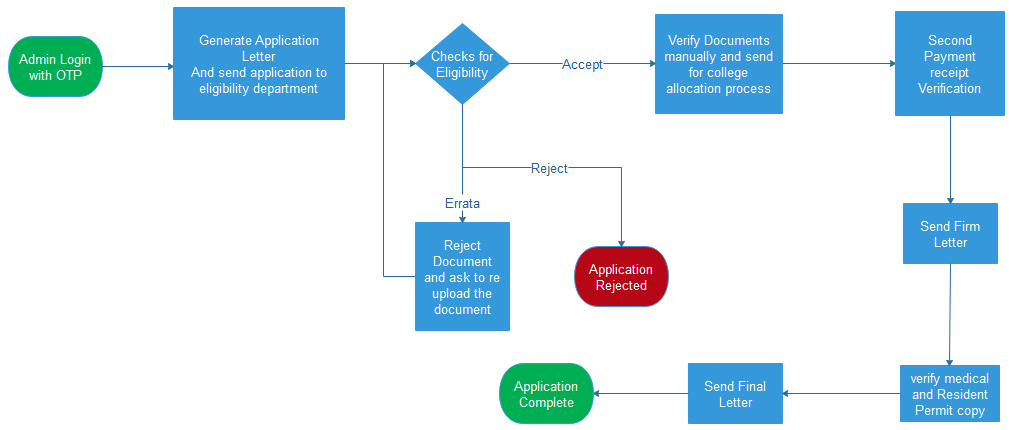 Admin Login
with OTP
Generate Application
Letter
And send application to
eligibility department
Checks for
Eligibility
Accept
Verify Documents
manually and send
for college
allocation process
Second
Payment
receipt
Verification
Reject
Errata
Reject
Document
and ask to re
upload the
document
Application
Rejected
Send Firm
Letter
verify medical
and Resident
Permit copy
Send Final
Letter
Application
Complete